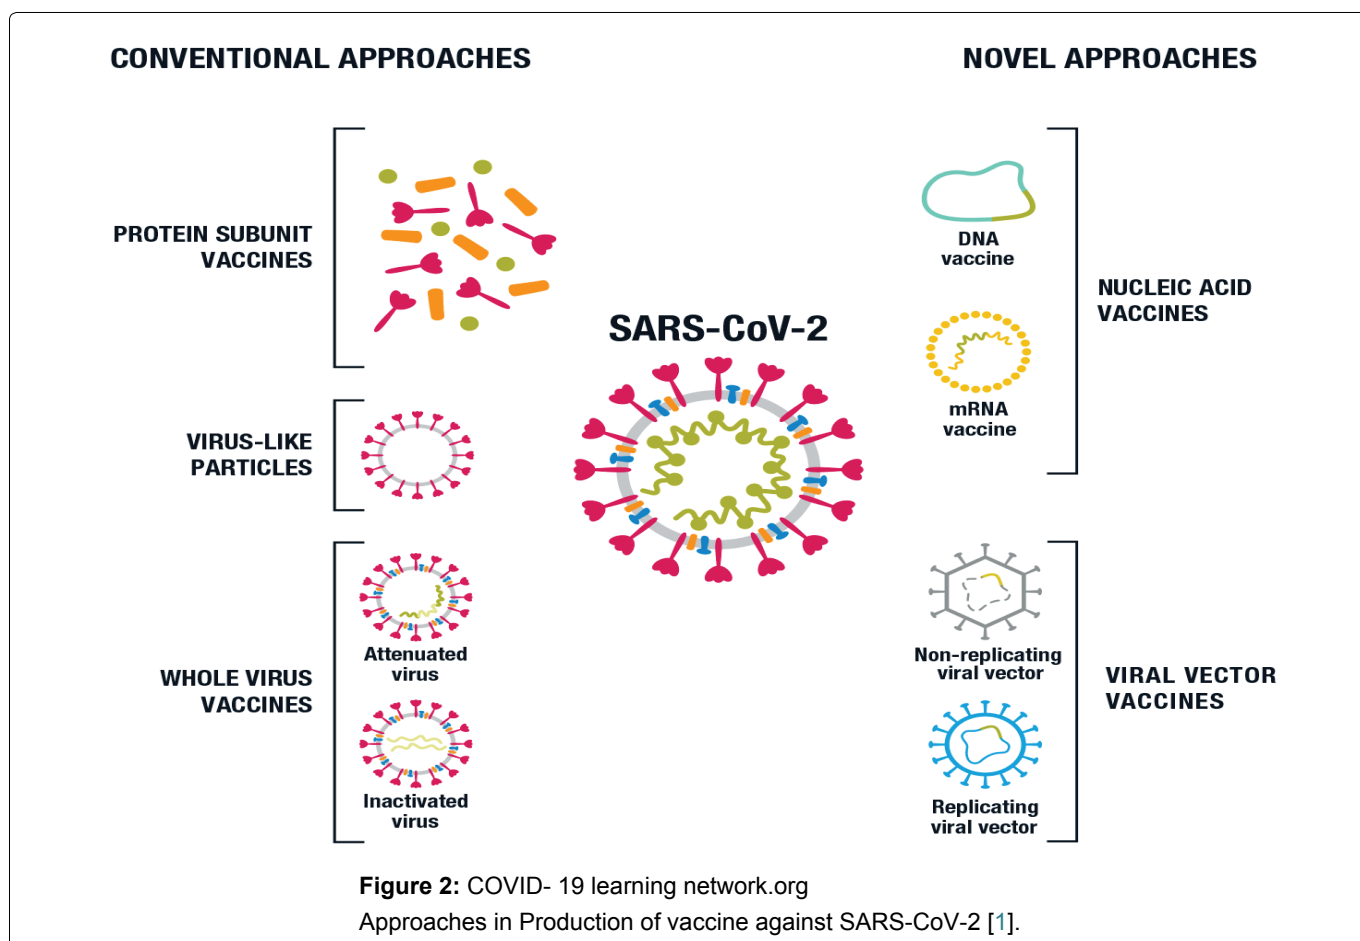 CONVENTIONAL APPROACHES
NOVEL APPROACHES
PROTEIN SUBUNIT
VACCINES
VIRUS-LIKE
PARTICLES
WHOLE VIRUS
VACCINES
Attenuated
virus
Inactivated
virus
SARS-CoV-2
DNA
vaccine
mRNA
vaccine
NUCLEIC ACID
VACCINES
Non-replicating
viral vector
Replicating
viral vector
VIRAL VECTOR
VACCINES
Figure 2: COVID- 19 learning network.org
Approaches in Production of vaccine against SARS-CoV-2 [1].